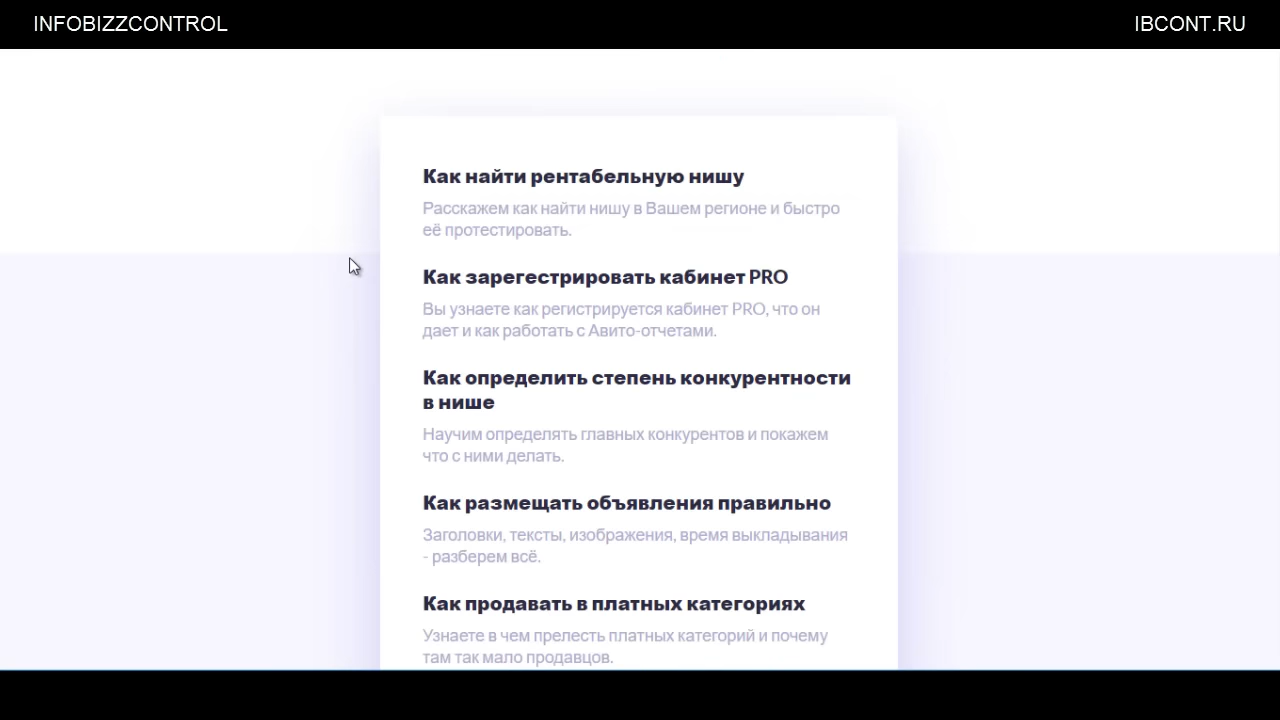 INFOBIZZCONTROL
IBCONT.RU
Как найти рентабельную нишу
Расскажем как найти нишу в Вашем регионе и быстро
её протестировать.
Как зарегестрировать кабинет PRO
Вы узнаете как регистрируется кабинет PRO, что он
дает и как работать с Авито-отчетами.
Как определить степень конкурентности
в нише
Научим определять главных конкурентов и покажем
что с ними делать.
Как размещать объявления правильно
Заголовки, тексты, изображения, время выкладывания
- разберем всё.
Как продавать в платных категориях
Узнаете в чем прелесть платных категорий и почему
там так мало продавцов.